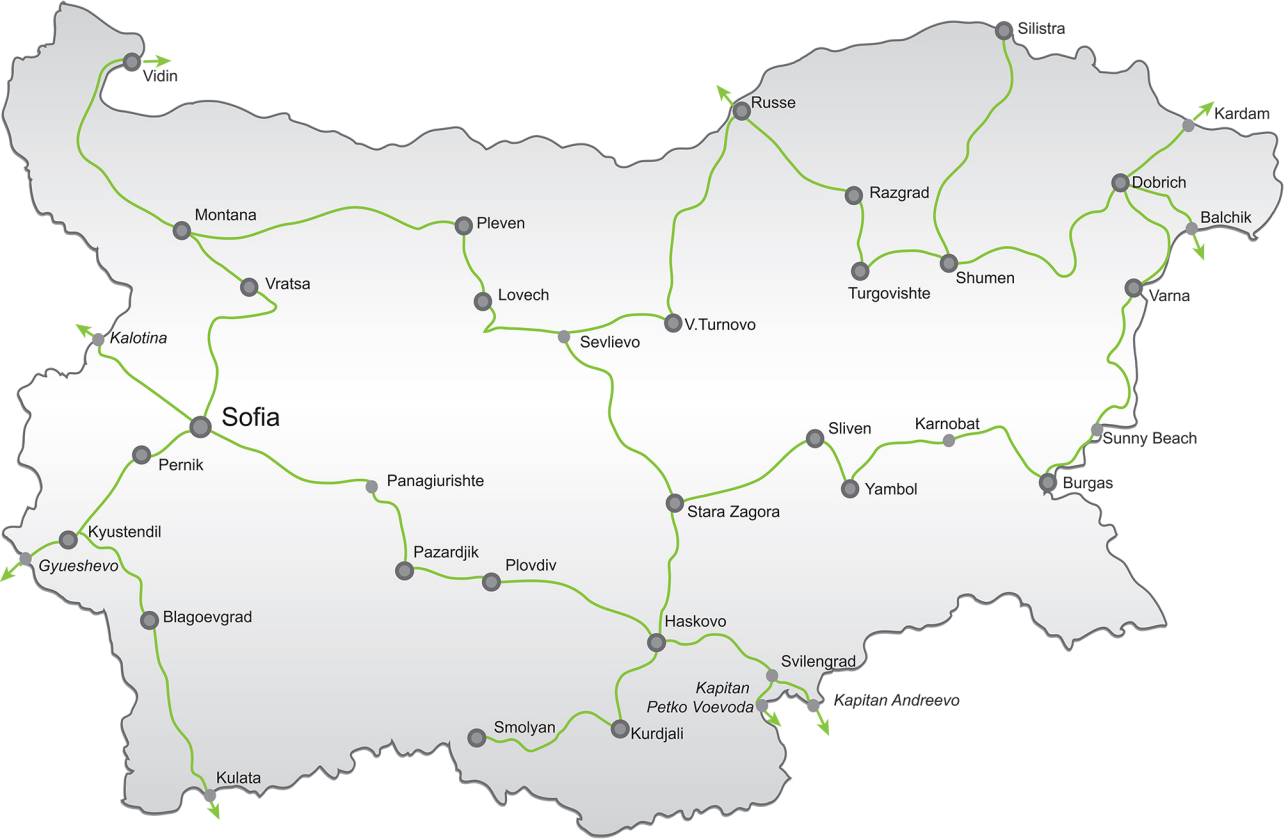 Silistra
Vidin
Russe
Kardam
Dobrich
Razgrad
Montana
Pleven
Balchik
Shumen
Vratsa
Lovech
Turgovishte
Varna
V.Turnovo
Kalotina
Sevlievo
Sofia
Karnobat
Sliven
Sunny Beach
Pernik
Panagiurishte
Yambol
Burgas
Stara Zagora
Kyustendil
Pazardjik
Plovdiv
Gyueshevo
Blagoevgrad
Haskovo
Svilengrad
Kapitan
Petko Voevoda
Kapitan Andreevo
Smolyan
Kurdjali
Kulata